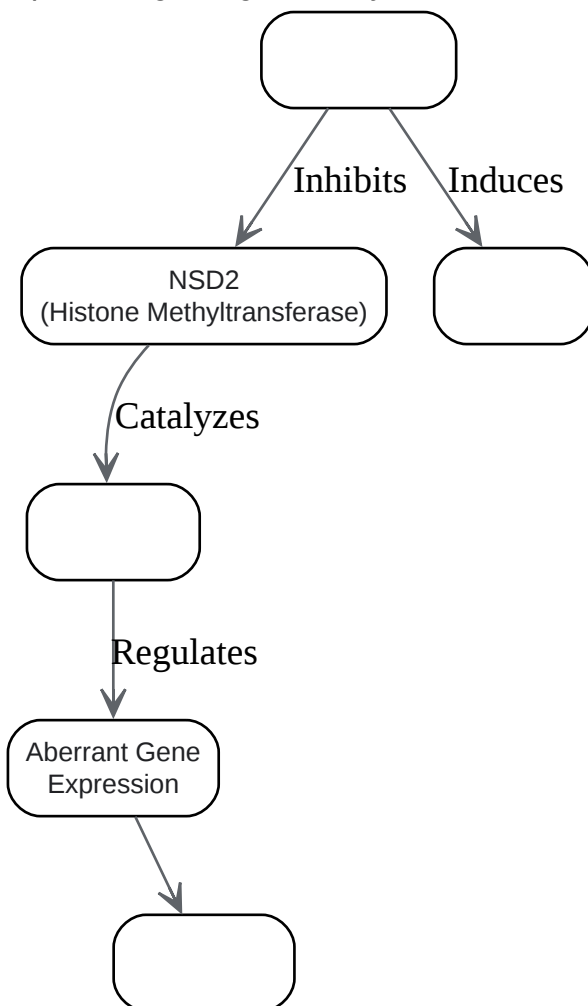 Inhibits
Induces
NSD2
(Histone Methyltransferase)
Catalyzes
Regulates
Aberrant Gene
Expression